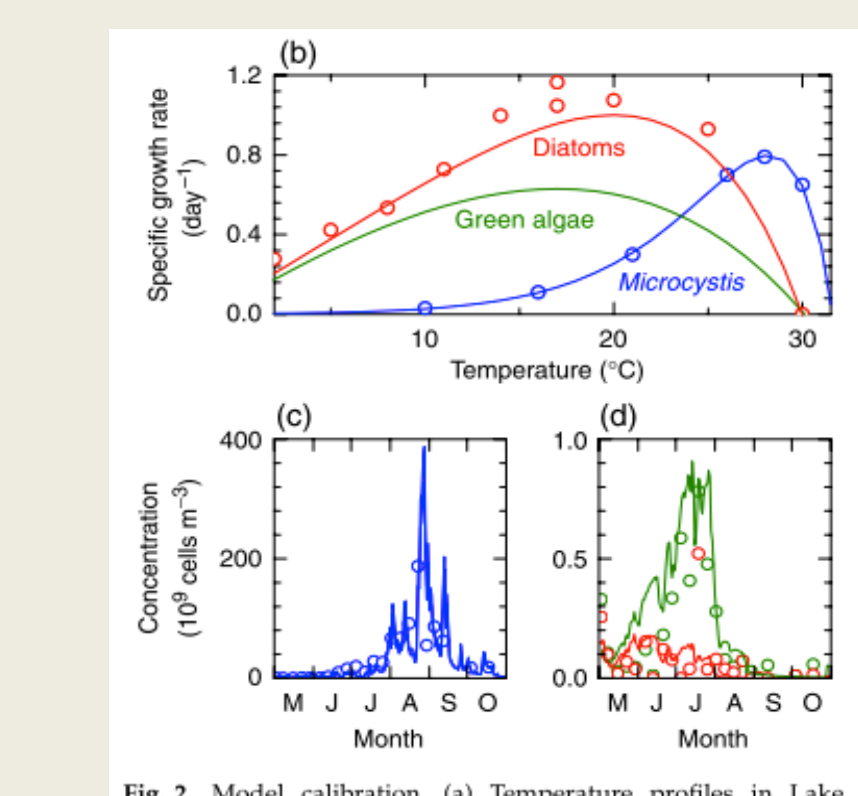 (b)
Specific growth rate
(day⁻¹)
1.2
0.8
0.4
0.0
Diatoms
Green algae
Microcystis
10 20 30
Temperature (°C)
(c)
Concentration
(10⁹ cells m⁻³)
400
200
0
M J J A S O
Month
(d)
1.0
0.5
0.0
M J J A S O
Month
Fig. 2 Model calibration. (a) Temperature profiles in Lake